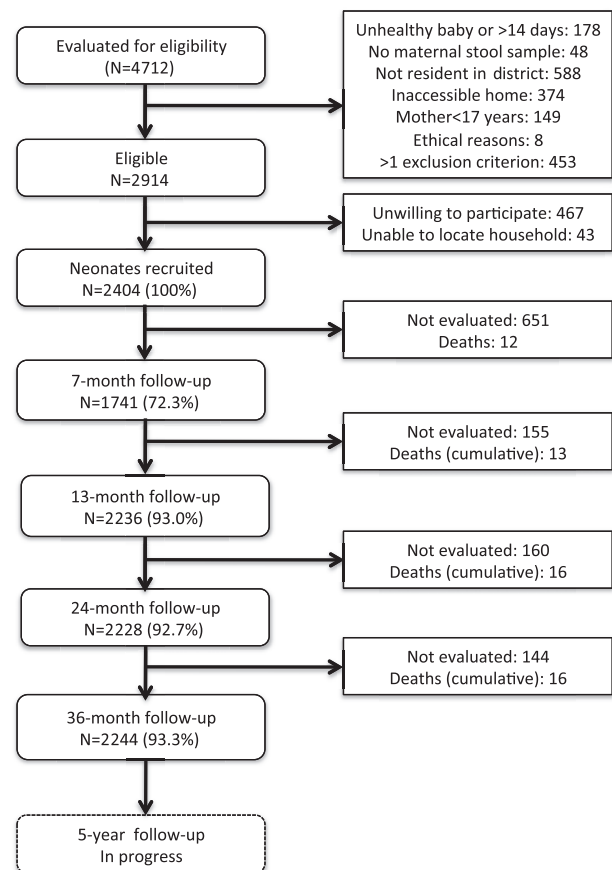 Evaluated for eligibility
(N=4712)
Unhealthy baby or >14 days: 178
No maternal stool sample: 48
Not resident in district: 588
Inaccessible home: 374
Mother<17 years: 149
Ethical reasons: 8
>1 exclusion criterion: 453
Eligible
N=2914
Unwilling to participate: 467
Unable to locate household: 43
Neonates recruited
N=2404 (100%)
Not evaluated: 651
Deaths: 12
7-month follow-up
N=1741 (72.3%)
Not evaluated: 155
Deaths (cumulative): 13
13-month follow-up
N=2236 (93.0%)
Not evaluated: 160
Deaths (cumulative): 16
24-month follow-up
N=2228 (92.7%)
Not evaluated: 144
Deaths (cumulative): 16
36-month follow-up
N=2244 (93.3%)
5-year follow-up
In progress